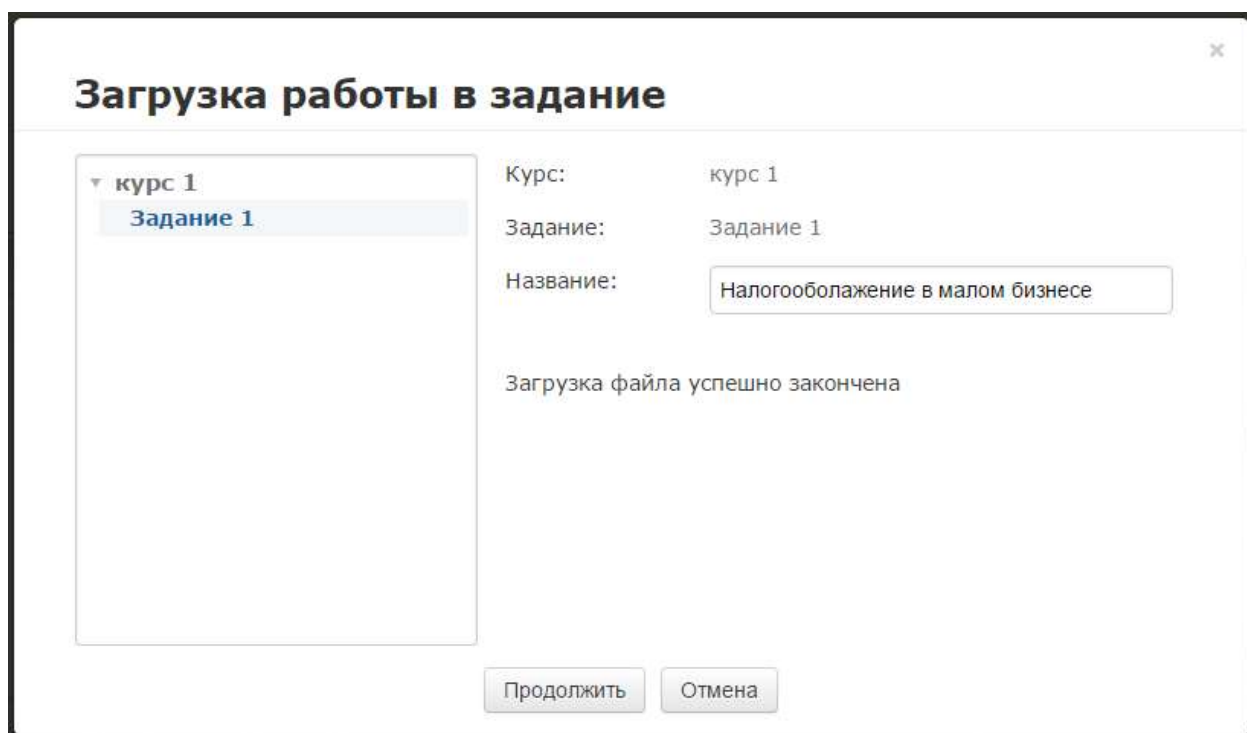 Загрузка работы в задание
курс 1
Задание 1
Курс: курс 1
Задание: Задание 1
Название: Налогооболажение в малом бизнесе
Загрузка файла успешно закончена
Продолжить Отмена